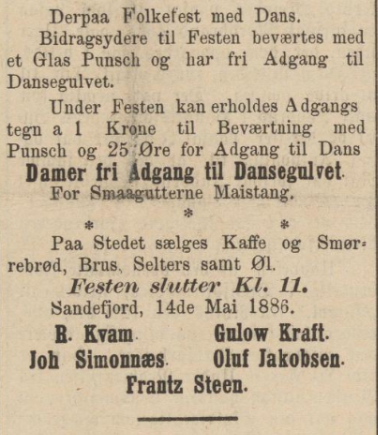 Derpaa Folkefest med Dans.
Bidragsydere til Festen beværtes med
et Glas Punsch og har fri Adgang til
Dansegulvet.
Under Festen kan erholdes Adgangs
tegn a 1 Krone til Beværtning med
Punsch og 25 Øre for Adgang til Dans
Damer fri Adgang til Dansegulvet.
For Smaagutterne Maistang.
*
* *
Paa Stedet sælges Kaffe og Smør-
rebrød, Brus, Selters samt Øl.
Festen slutter Kl. 11.
Sandefjord, 14de Mai 1886.
R. Kvam. Gulow Kraft.
Joh Simonnæs. Oluf Jakobsen.
Frantz Steen.